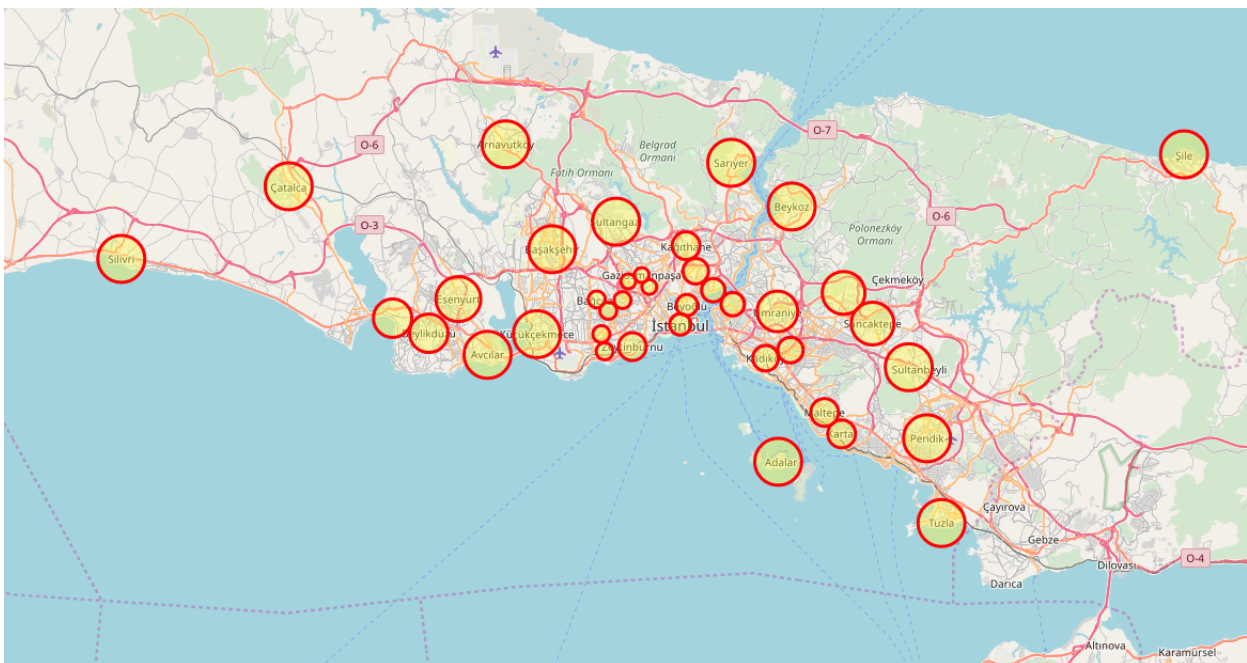 O-7
O-6
Arnavutköy
Belgrad
Ormanı
Sarıyer
Şile
Fatih Ormanı
Çatalca
Beykoz
O-6
O-3
Sultangazi
Polonezköy
Ormanı
Başakşehir
Kağıthane
Silivri
Gaziosmanpaşa
Çekmeköy
Esenyurt
Bağcılar
Beyoğlu
Ümraniye
Sancaktepe
İstanbul
Beylikdüzü
Küçükçekmece
Zeytinburnu
Avcılar
Kadıköy
Sultanbeyli
Maltepe
Kartal
Pendik
Adalar
Çayırova
Tuzla
Gebze
O-4
Dilovası
Darıca
Altınova
Karamürsel